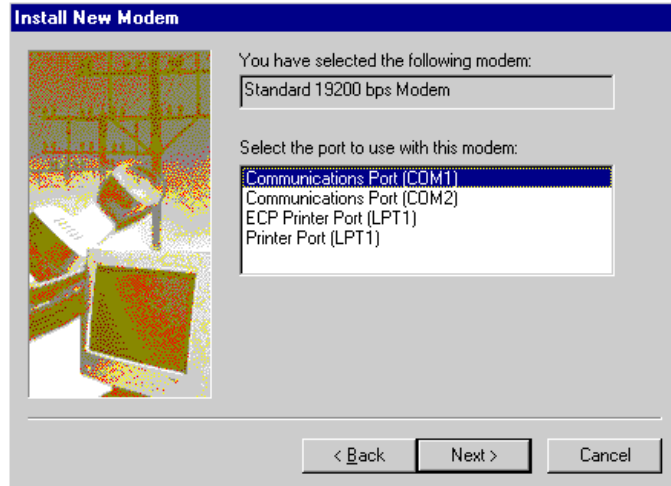 Install New Modem
You have selected the following modem:
Standard 19200 bps Modem
Select the port to use with this modem:
Communications Port (COM1)
Communications Port (COM2)
ECP Printer Port (LPT1)
Printer Port (LPT1)
< Back
Next >
Cancel